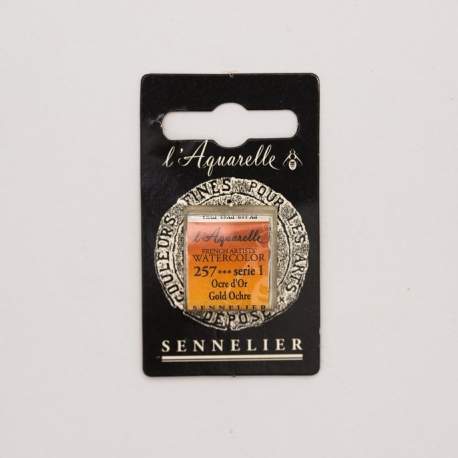 l'Aquarelle
COULEURS FINES POUR LES ARTS
DÉPOSÉ
l'Aquarelle
FRENCH ARTISTS'
WATERCOLOR
257 *** série 1
Ocre d'Or
Gold Ochre
SENNELIER
SENNELIER